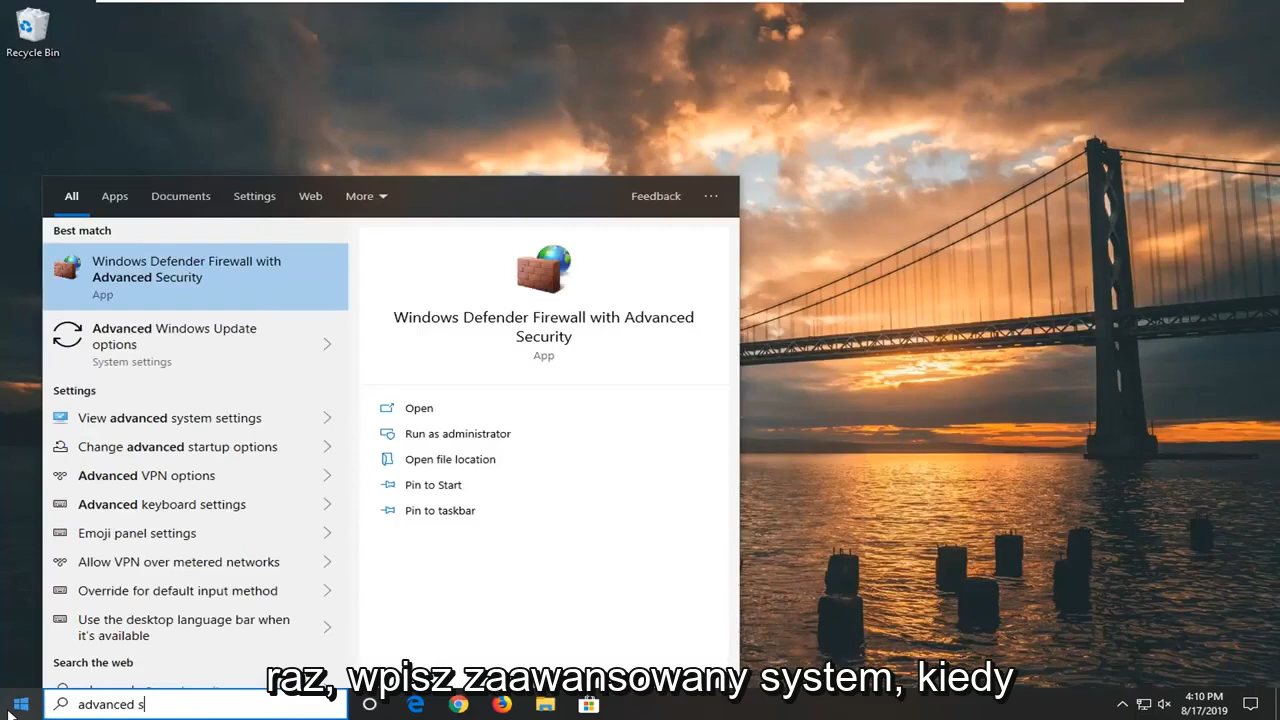 Recycle Bin
All Apps Documents Settings Web More Feedback ...
Best match
Windows Defender Firewall with
Advanced Security
App
Advanced Windows Update
options
System settings
Settings
View advanced system settings
Change advanced startup options
Advanced VPN options
Advanced keyboard settings
Emoji panel settings
Allow VPN over metered networks
Override for default input method
Use the desktop language bar when
it's available
Search the web
Windows Defender Firewall with Advanced
Security
App
Open
Run as administrator
Open file location
Pin to Start
Pin to taskbar
raz, wpisz zaawansowany system, kiedy
advanced s
4:10 PM
8/17/2019